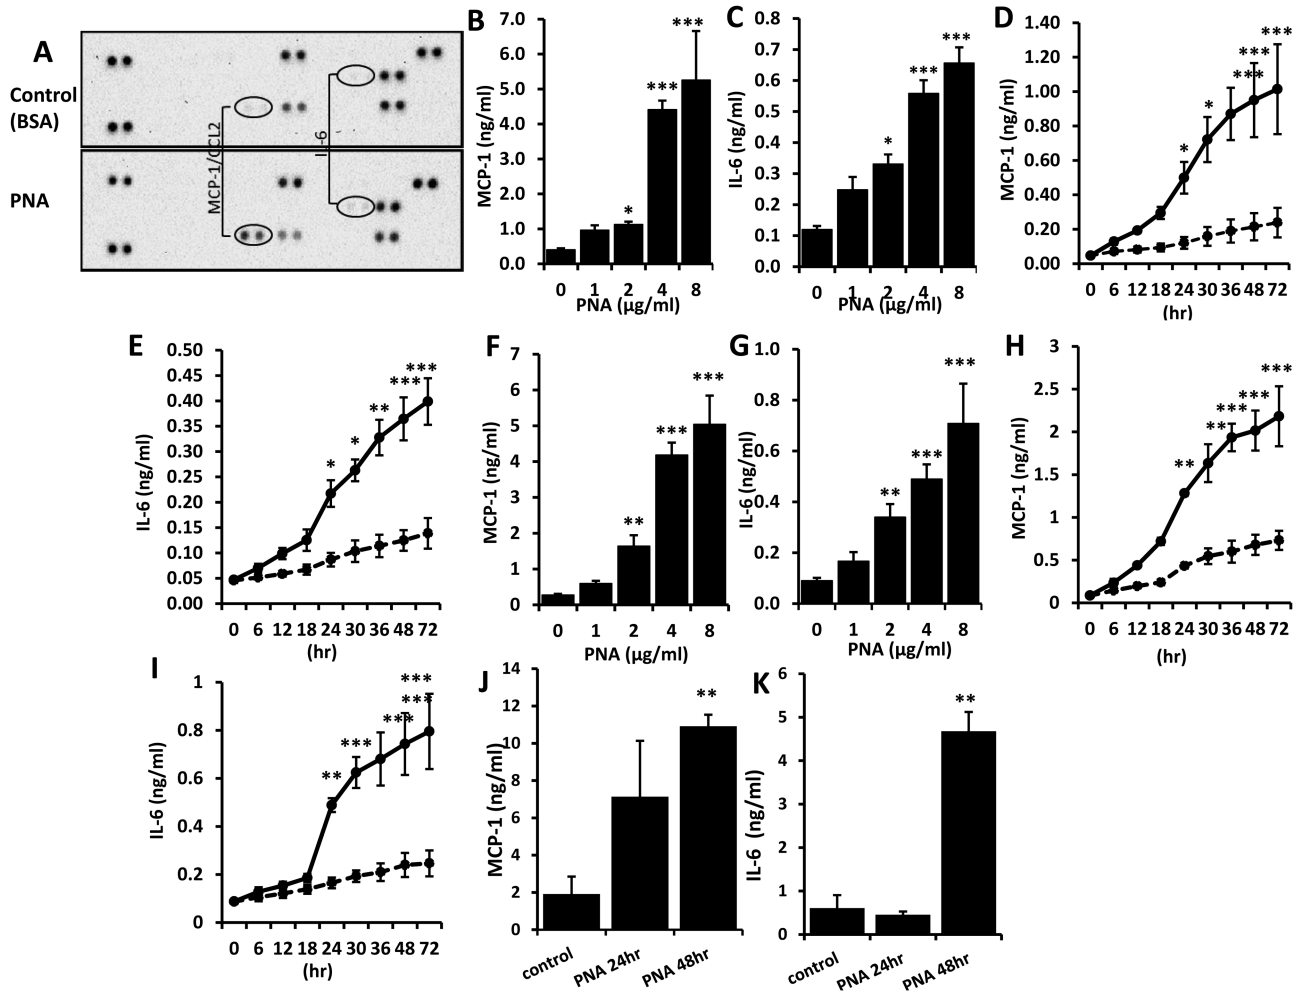 A
Control
(BSA)
PNA
MCP-1/CCL2
IL-6
B
MCP-1 (ng/ml)
7.0
6.0
5.0
4.0
3.0
2.0
1.0
0.0
*
***
***
0 1 2 4 8
PNA (µg/ml)
C
IL-6 (ng/ml)
0.8
0.7
0.6
0.5
0.4
0.3
0.2
0.1
0.0
*
***
***
0 1 2 4 8
PNA (µg/ml)
D
MCP-1 (ng/ml)
1.40
1.20
1.00
0.80
0.60
0.40
0.20
0.00
*
*
***
***
***
0 6 12 18 24 30 36 48 72
(hr)
E
IL-6 (ng/ml)
0.50
0.45
0.40
0.35
0.30
0.25
0.20
0.15
0.10
0.05
0.00
*
*
**
***
***
0 6 12 18 24 30 36 48 72
(hr)
F
MCP-1 (ng/ml)
7
6
5
4
3
2
1
0
**
***
***
0 1 2 4 8
PNA (µg/ml)
G
IL-6 (ng/ml)
1.0
0.8
0.6
0.4
0.2
0.0
**
***
***
0 1 2 4 8
PNA (µg/ml)
H
MCP-1 (ng/ml)
3
2.5
2
1.5
1
0.5
0
**
**
***
***
***
0 6 12 18 24 30 36 48 72
(hr)
I
IL-6 (ng/ml)
1
0.8
0.6
0.4
0.2
0
**
***
***
***
***
0 6 12 18 24 30 36 48 72
(hr)
J
MCP-1 (ng/ml)
14
12
10
8
6
4
2
0
**
control PNA 24hr PNA 48hr
K
IL-6 (ng/ml)
6
5
4
3
2
1
0
**
control PNA 24hr PNA 48hr